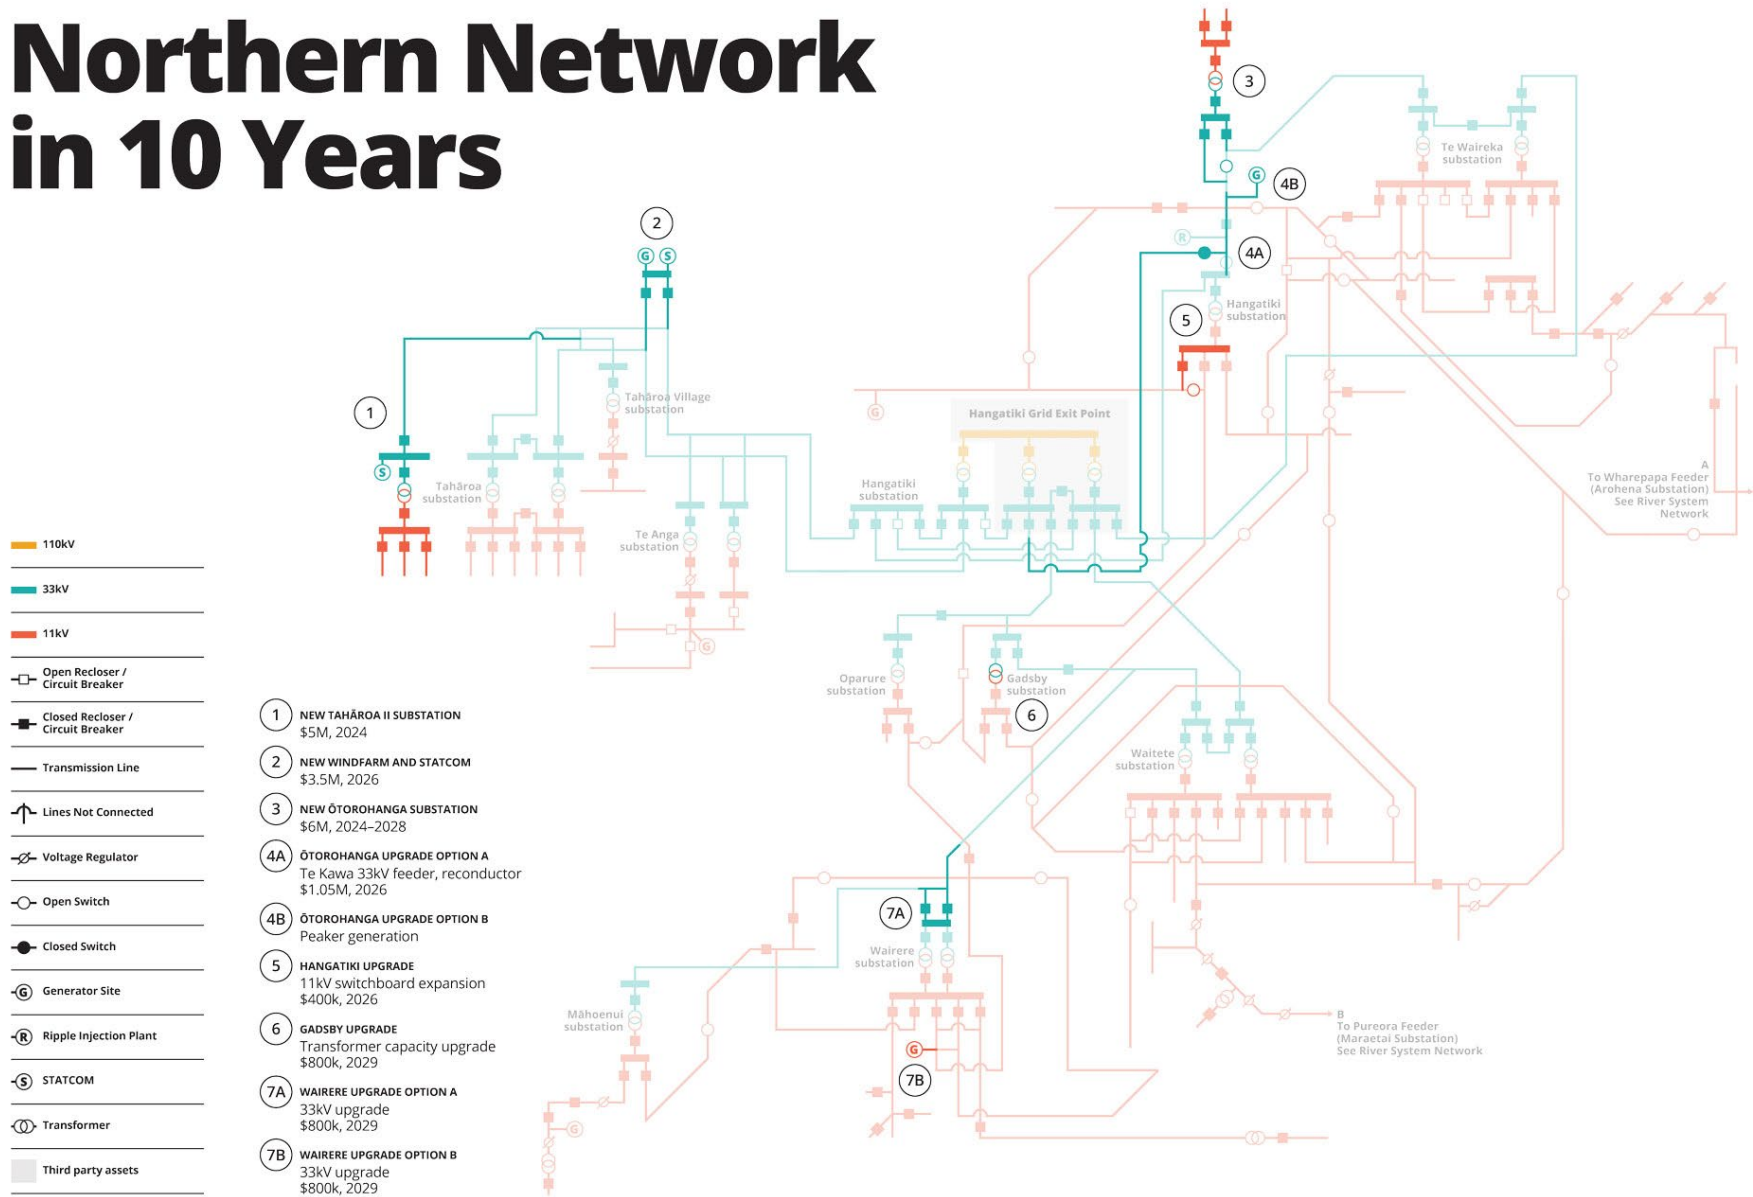 Northern Network
in 10 Years
3
Te Waireka
substation
G
4B
2
R
4A
G
S
Hangatiki
substation
5
Tahāroa Village
substation
1
G
Hangatiki Grid Exit Point
S
Tahāroa
substation
Hangatiki
substation
A
To Wharepapa Feeder
(Arohena Substation)
See River System
Network
Te Anga
substation
G
Oparure
substation
Gadsby
substation
6
Waitete
substation
7A
Wairere
substation
Māhoenui
substation
G
7B
G
B
To Pureora Feeder
(Maraetai Substation)
See River System Network
110kV
33kV
11kV
Open Recloser /
Circuit Breaker
Closed Recloser /
Circuit Breaker
Transmission Line
Lines Not Connected
Voltage Regulator
Open Switch
Closed Switch
G Generator Site
R Ripple Injection Plant
S STATCOM
Transformer
Third party assets
1 NEW TAHĀROA II SUBSTATION
$5M, 2024
2 NEW WINDFARM AND STATCOM
$3.5M, 2026
3 NEW ŌTOROHANGA SUBSTATION
$6M, 2024–2028
4A ŌTOROHANGA UPGRADE OPTION A
Te Kawa 33kV feeder, reconductor
$1.05M, 2026
4B ŌTOROHANGA UPGRADE OPTION B
Peaker generation
5 HANGATIKI UPGRADE
11kV switchboard expansion
$400k, 2026
6 GADSBY UPGRADE
Transformer capacity upgrade
$800k, 2029
7A WAIRERE UPGRADE OPTION A
33kV upgrade
$800k, 2029
7B WAIRERE UPGRADE OPTION B
33kV upgrade
$800k, 2029